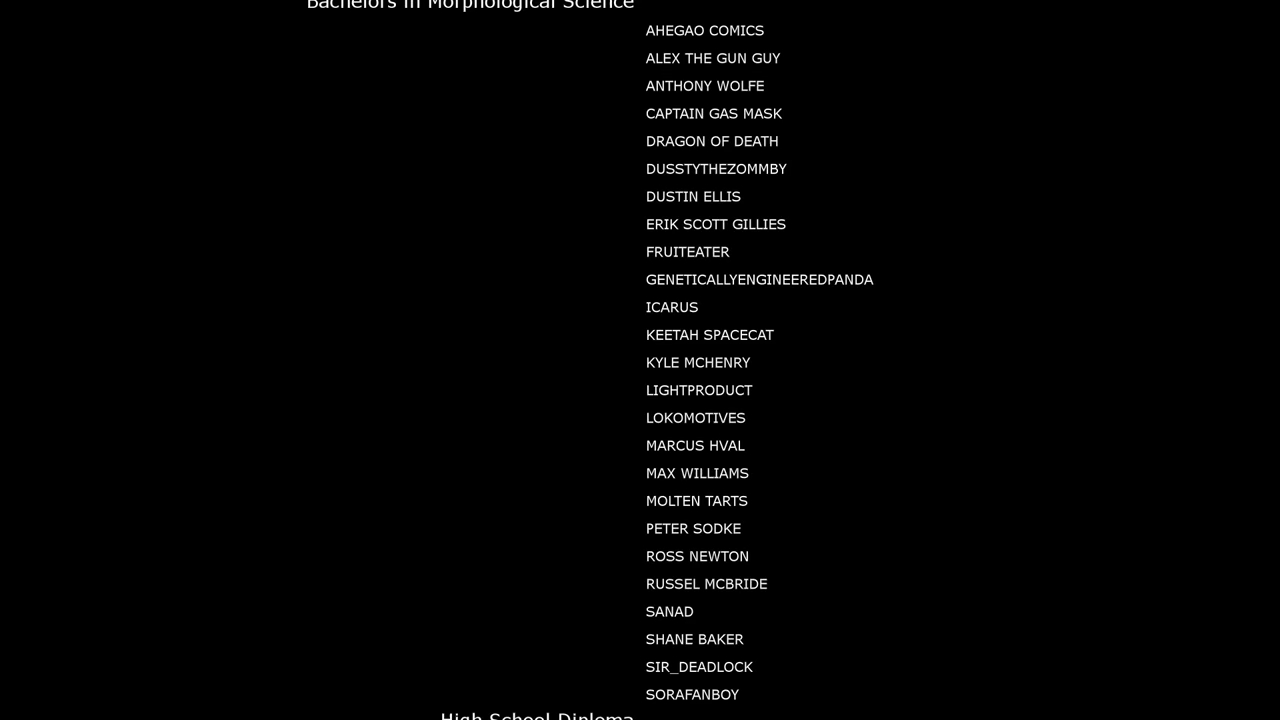 Bachelors in Morphological Science
AHEGAO COMICS
ALEX THE GUN GUY
ANTHONY WOLFE
CAPTAIN GAS MASK
DRAGON OF DEATH
DUSSTYTHEZOMMBY
DUSTIN ELLIS
ERIK SCOTT GILLIES
FRUITEATER
GENETICALLYENGINEEREDPANDA
ICARUS
KEETAH SPACECAT
KYLE MCHENRY
LIGHTPRODUCT
LOKOMOTIVES
MARCUS HVAL
MAX WILLIAMS
MOLTEN TARTS
PETER SODKE
ROSS NEWTON
RUSSEL MCBRIDE
SANAD
SHANE BAKER
SIR_DEADLOCK
SORAFANBOY
High School Diploma